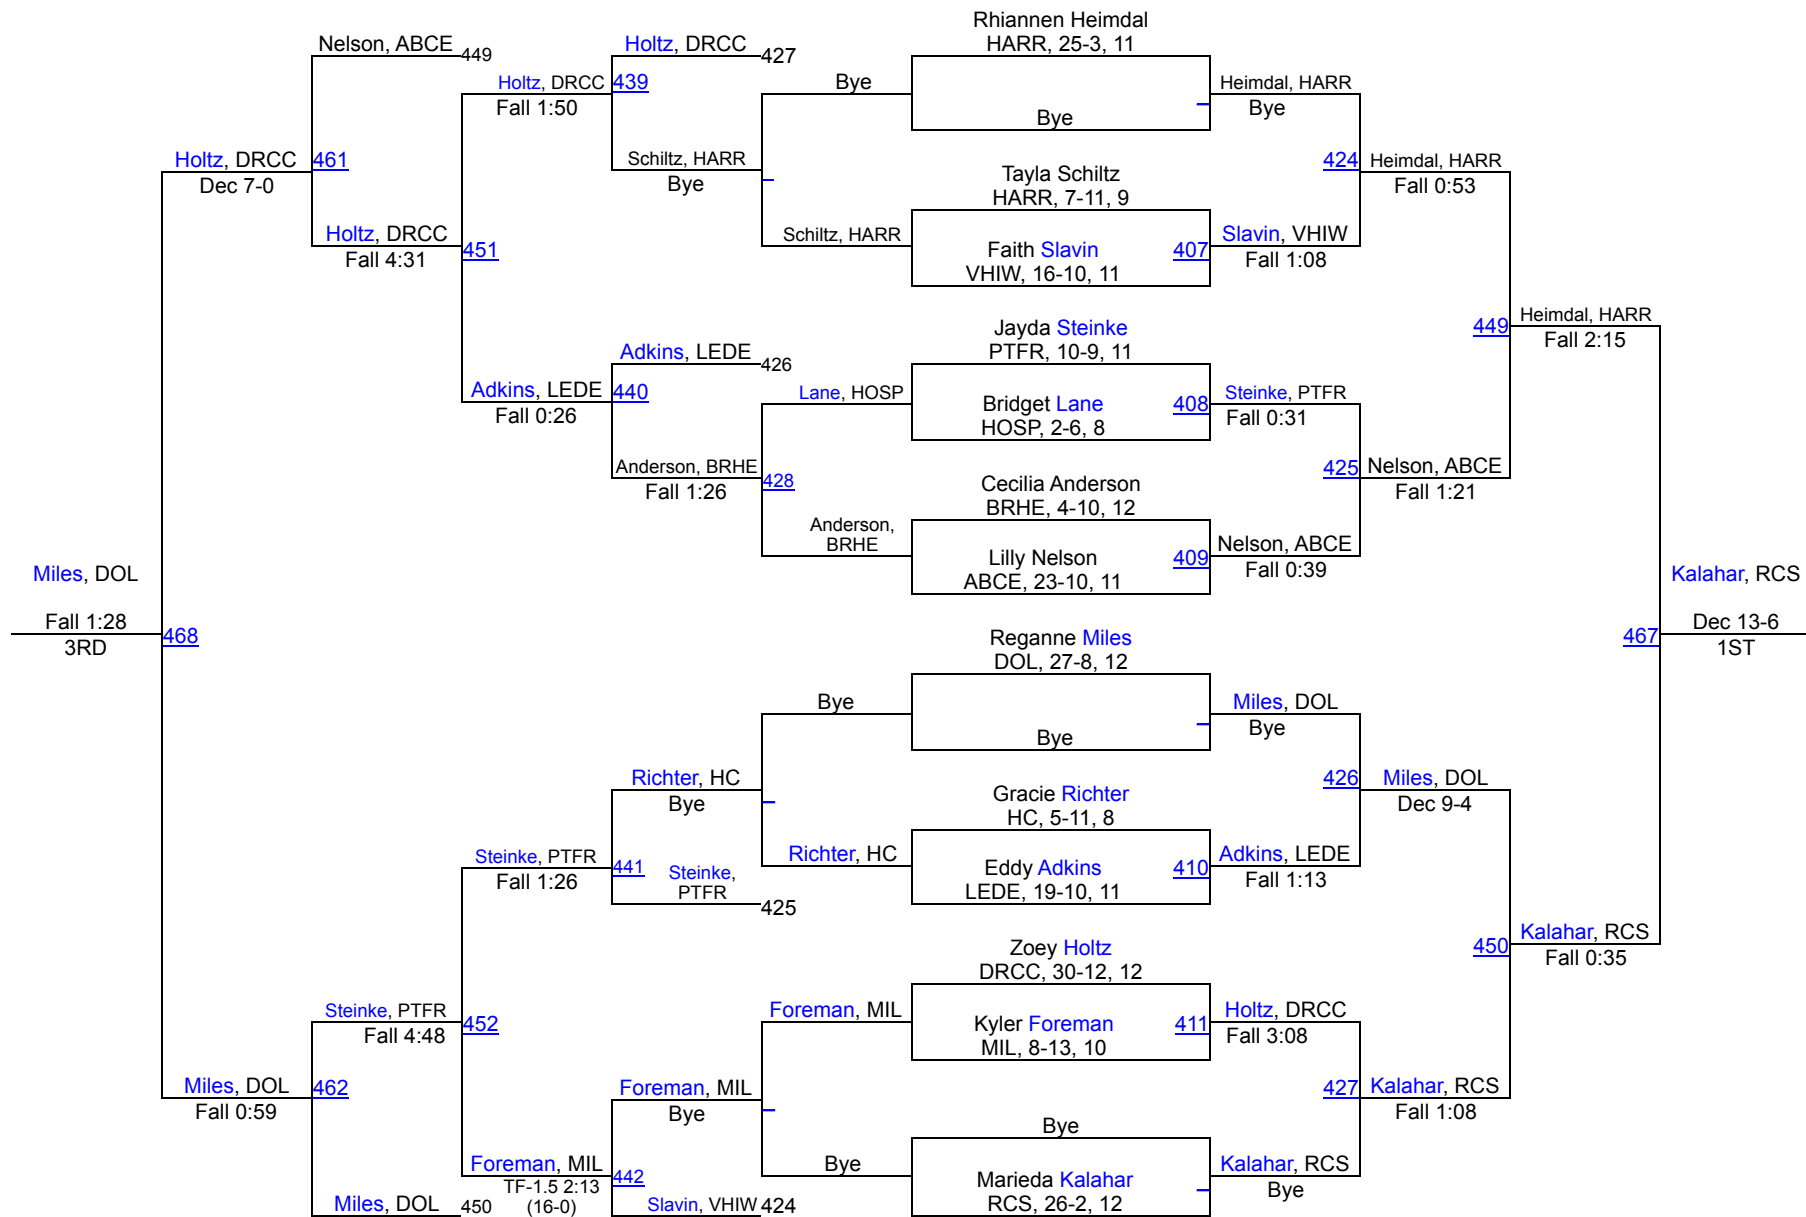 Rhiannen Heimdal
HARR, 25-3, 11
Bye
Tayla Schiltz
HARR, 7-11, 9
Faith Slavin
VHIW, 16-10, 11
407
Jayda Steinke
PTFR, 10-9, 11
Bridget Lane
HOSP, 2-6, 8
408
Cecilia Anderson
BRHE, 4-10, 12
Lilly Nelson
ABCE, 23-10, 11
409
Reganne Miles
DOL, 27-8, 12
Bye
Gracie Richter
HC, 5-11, 8
Eddy Adkins
LEDE, 19-10, 11
410
Zoey Holtz
DRCC, 30-12, 12
Kyler Foreman
MIL, 8-13, 10
411
Bye
Marieda Kalahar
RCS, 26-2, 12
Heimdal, HARR
Bye
424
Slavin, VHIW
Fall 1:08
Steinke, PTFR
Fall 0:31
425
Nelson, ABCE
Fall 0:39
Miles, DOL
Bye
426
Adkins, LEDE
Fall 1:13
Holtz, DRCC
Fall 3:08
427
Kalahar, RCS
Bye
Heimdal, HARR
Fall 0:53
449
Nelson, ABCE
Fall 1:21
Miles, DOL
Dec 9-4
450
Kalahar, RCS
Fall 1:08
Heimdal, HARR
Fall 2:15
467
Kalahar, RCS
Fall 0:35
Kalahar, RCS
Dec 13-6
1ST
Bye
Schiltz, HARR
Lane, HOSP
428
Anderson,
BRHE
Bye
Richter, HC
Foreman, MIL
Bye
Holtz, DRCC
427
439
Schiltz, HARR
Bye
Adkins, LEDE
426
440
Anderson, BRHE
Fall 1:26
Richter, HC
Bye
441
Steinke,
PTFR
425
Foreman, MIL
Bye
442
Slavin, VHIW
424
Holtz, DRCC
Fall 1:50
451
Adkins, LEDE
Fall 0:26
Steinke, PTFR
Fall 1:26
452
Foreman, MIL
TF-1.5 2:13
(16-0)
Nelson, ABCE
449
461
Holtz, DRCC
Fall 4:31
Steinke, PTFR
Fall 4:48
462
Miles, DOL
450
Holtz, DRCC
Dec 7-0
468
Miles, DOL
Fall 0:59
Miles, DOL
Fall 1:28
3RD